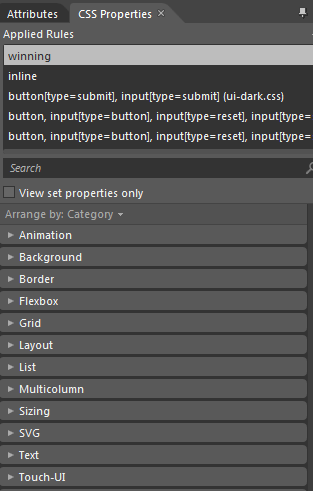 Attributes CSS Properties ×
Applied Rules
winning
inline
button[type=submit], input[type=submit] (ui-dark.css)
button, input[type=button], input[type=reset], input[type=
button, input[type=button], input[type=reset], input[type=
Search
View set properties only
Arrange by: Category
Animation
Background
Border
Flexbox
Grid
Layout
List
Multicolumn
Sizing
SVG
Text
Touch-UI